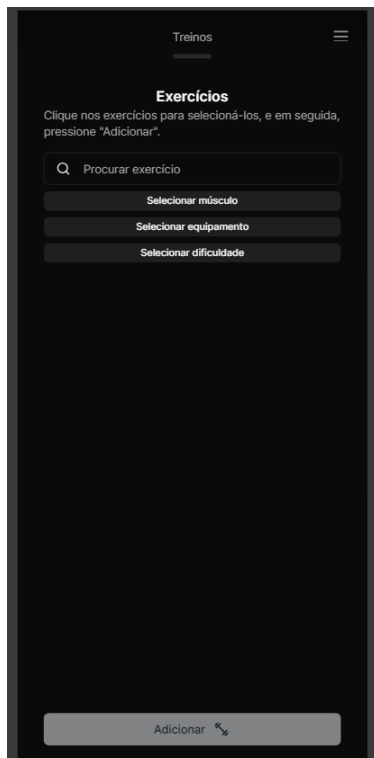 Treinos
Exercícios
Clique nos exercícios para selecioná-los, e em seguida,
pressione "Adicionar".
Procurar exercício
Selecionar músculo
Selecionar equipamento
Selecionar dificuldade
Adicionar